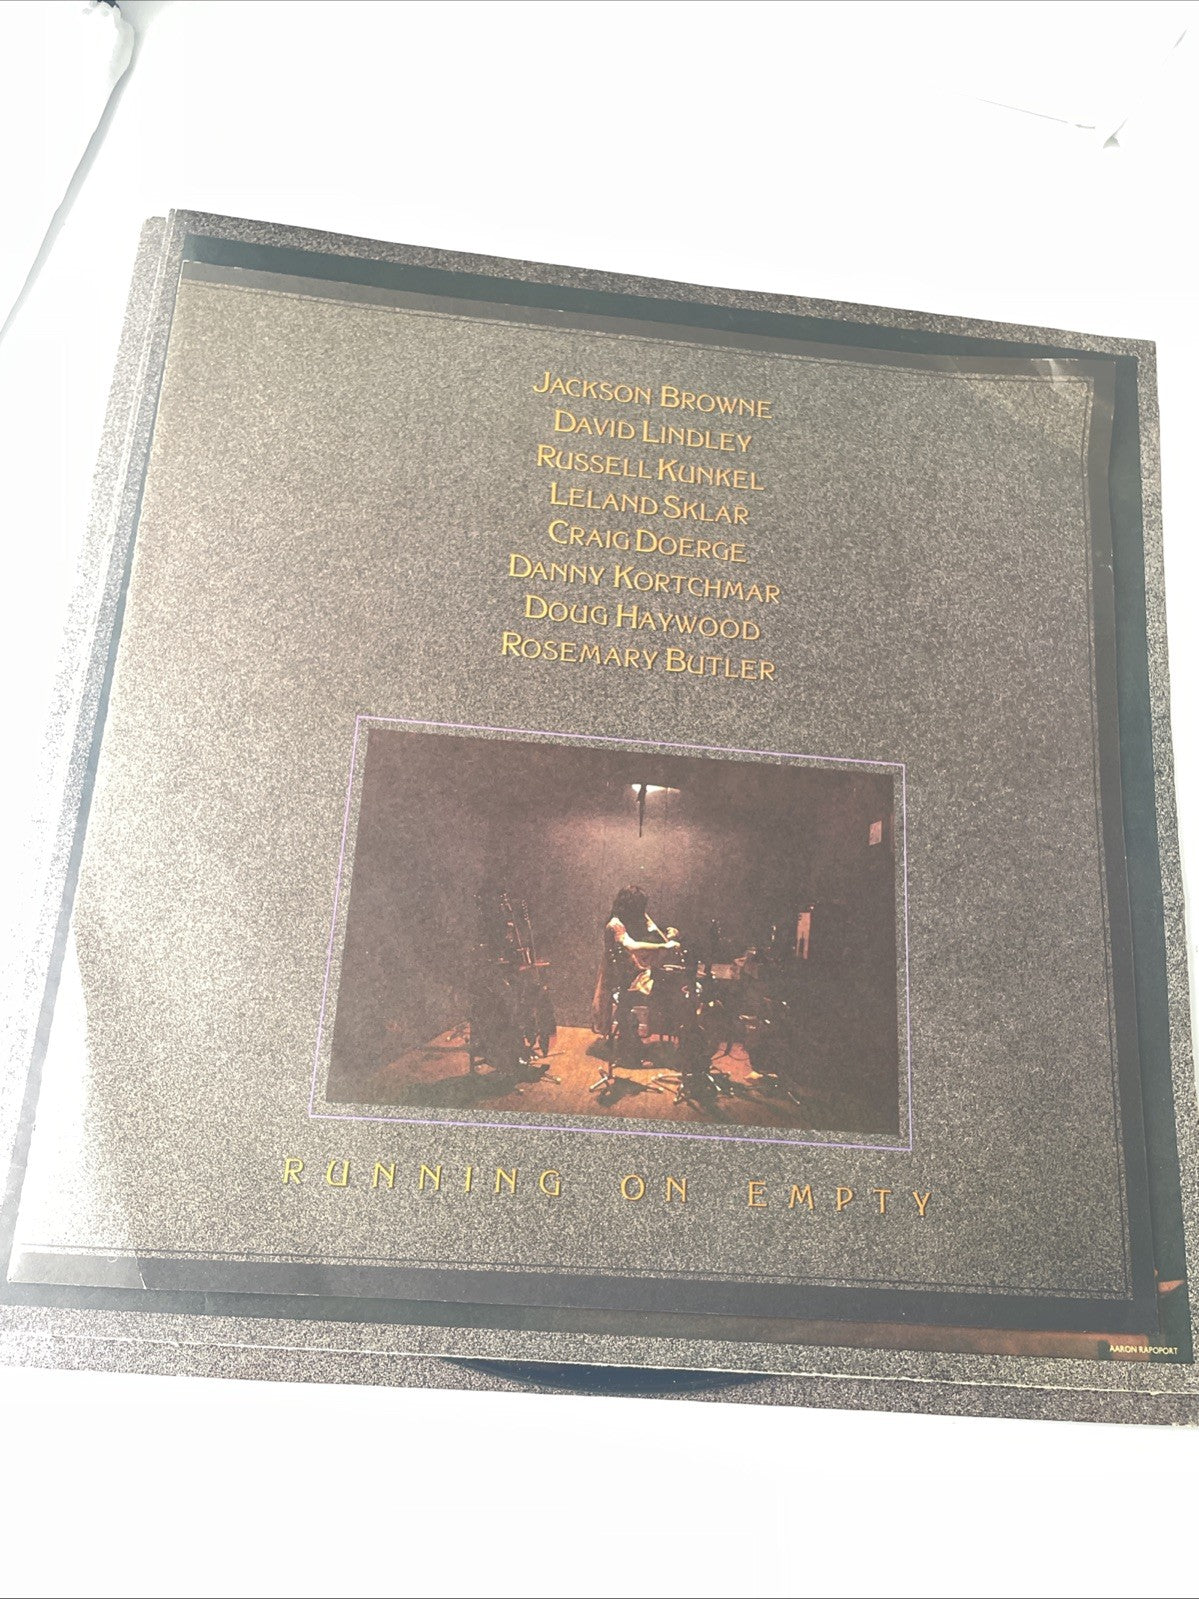 JACKSON BROWNE
DAVID LINDLEY
RUSSELL KUNKEL
LELAND SKLAR
CRAIG DOERGE
DANNY KORTCHMAR
DOUG HAYWOOD
ROSEMARY BUTLER
RUNNING ON EMPTY
AARON RAPOPORT